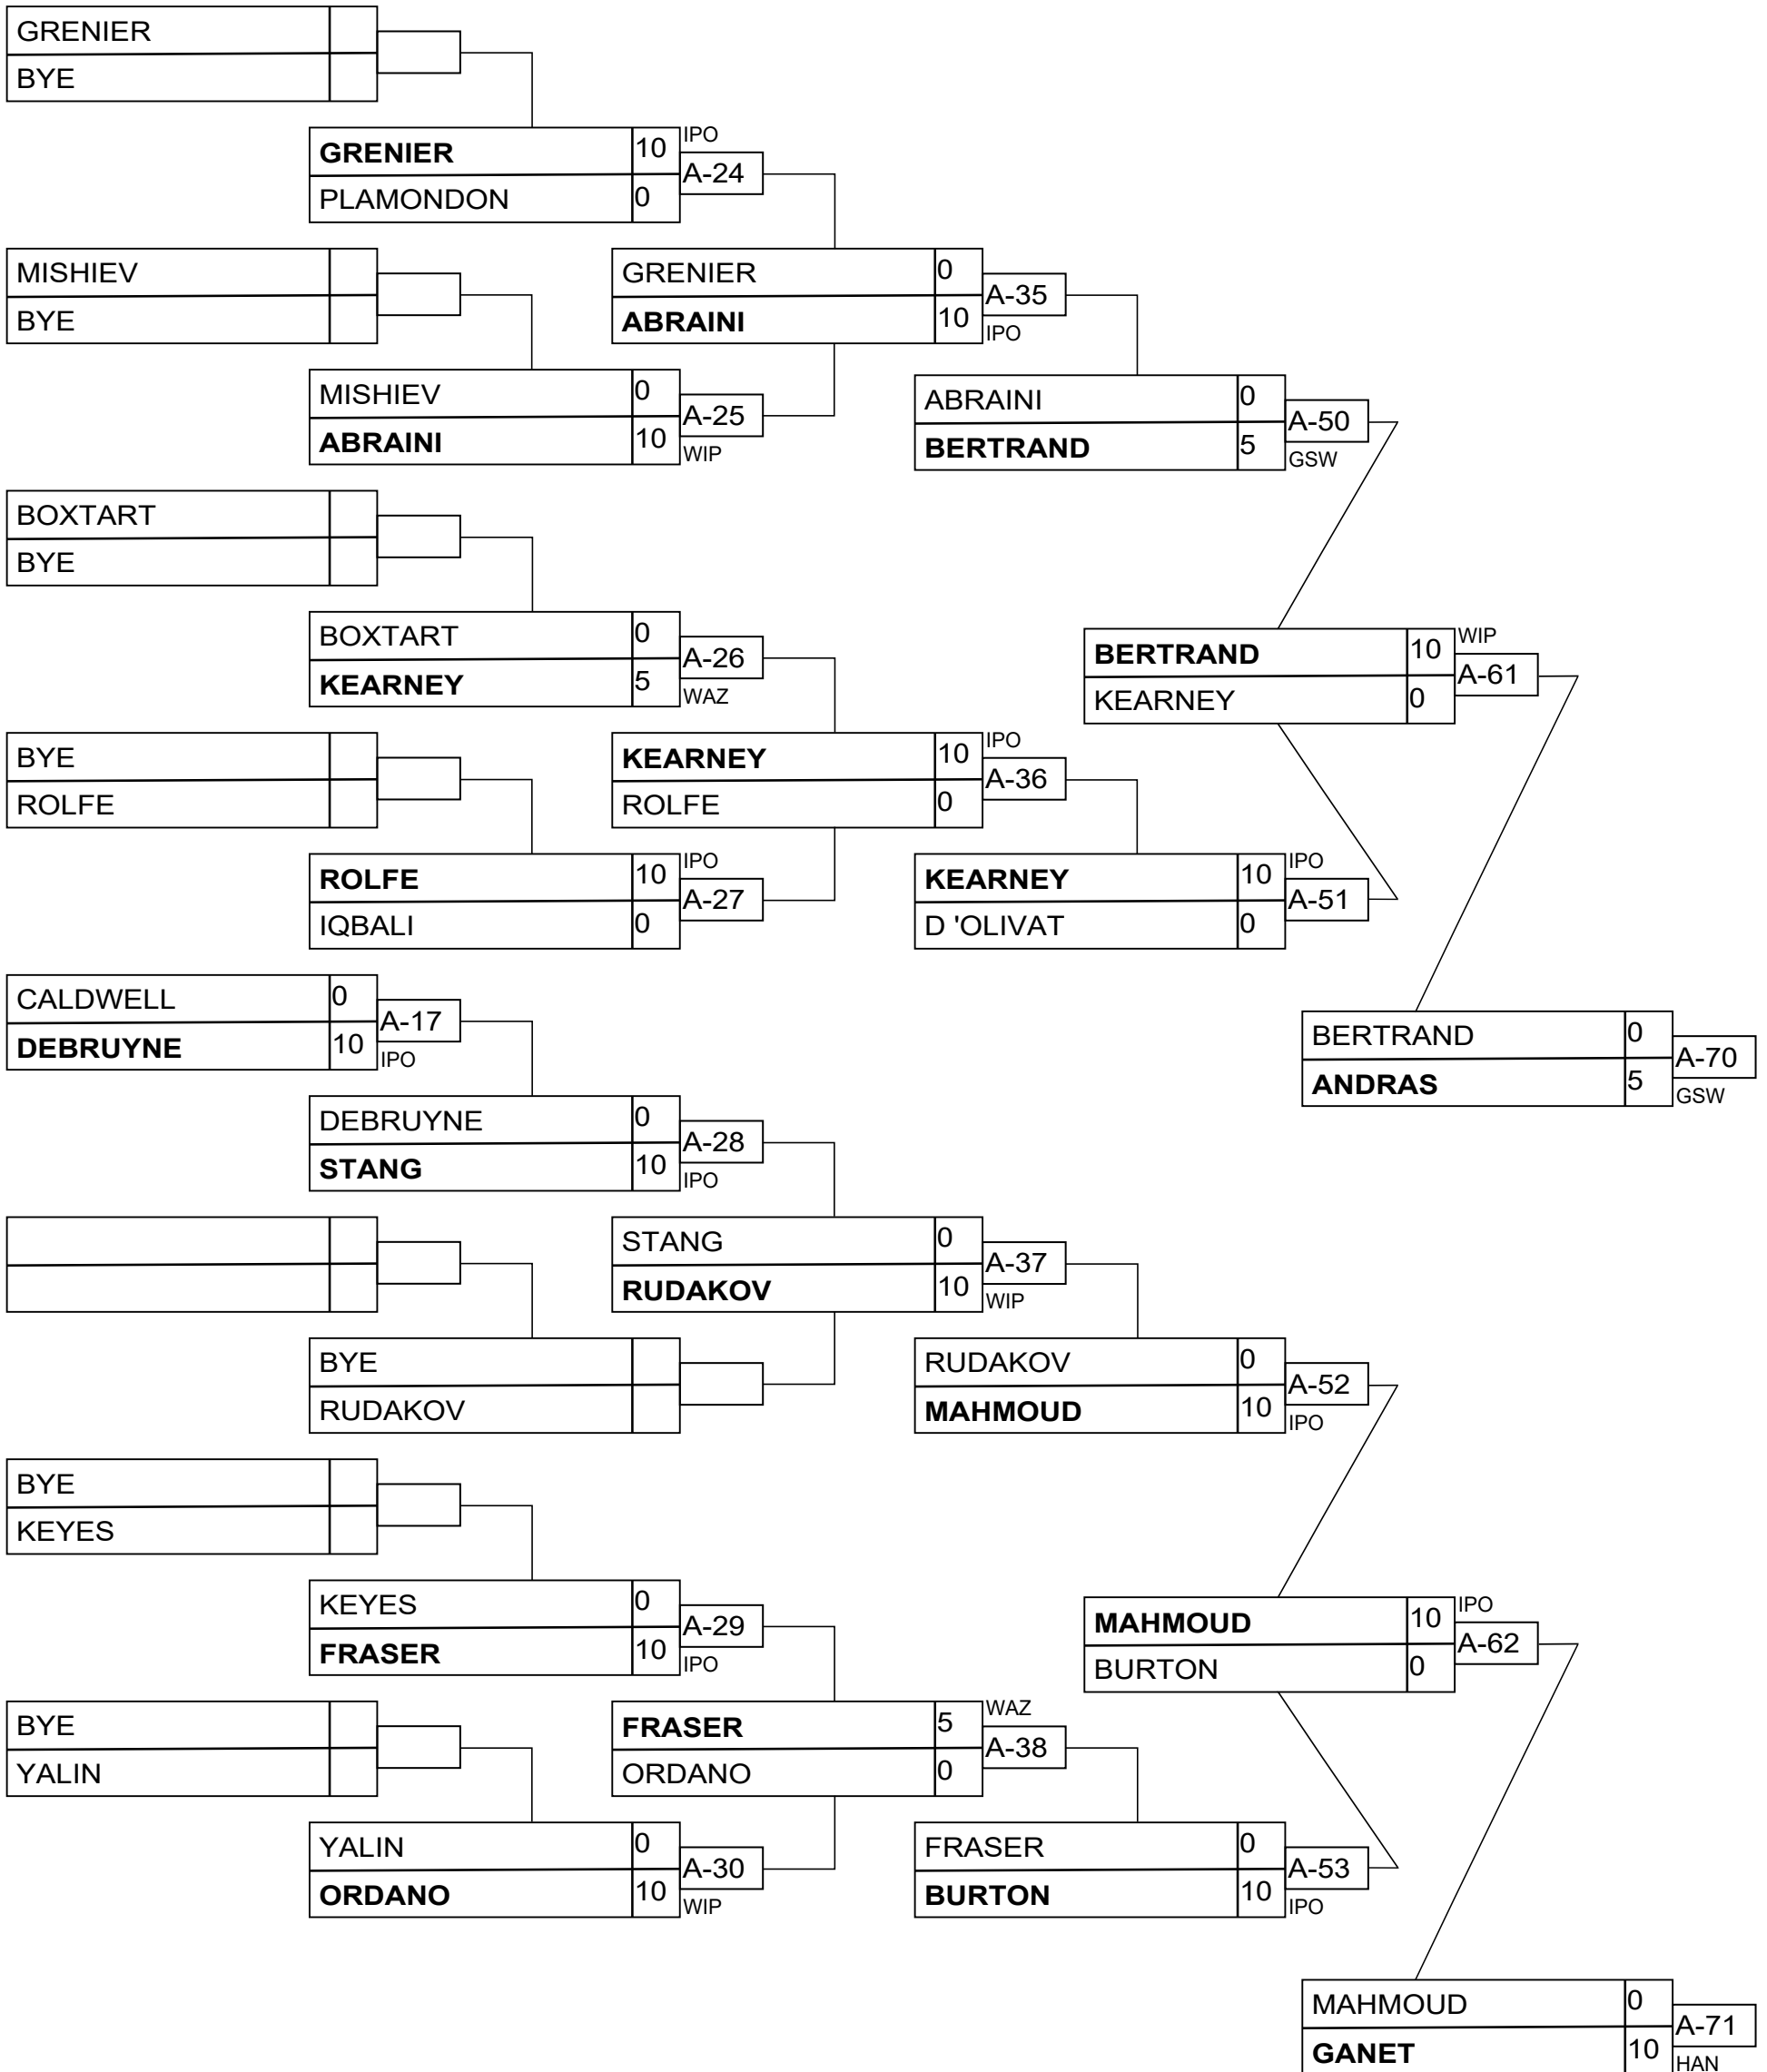 GRENIER
BYE
IPO
GRENIER 10
A-24
PLAMONDON 0
MISHIEV
BYE
GRENIER 0
A-35
ABRAINI 10
IPO
MISHIEV 0
A-25
ABRAINI 10
WIP
ABRAINI 0
A-50
BERTRAND 5
GSW
BOXTART
BYE
BOXTART 0
A-26
KEARNEY 5
WAZ
WIP
BERTRAND 10
A-61
KEARNEY 0
BYE
ROLFE
IPO
KEARNEY 10
A-36
ROLFE 0
IPO
ROLFE 10
A-27
IQBALI 0
IPO
KEARNEY 10
A-51
D 'OLIVAT 0
CALDWELL 0
A-17
DEBRUYNE 10
IPO
BERTRAND 0
A-70
ANDRAS 5
GSW
DEBRUYNE 0
A-28
STANG 10
IPO
STANG 0
A-37
RUDAKOV 10
WIP
BYE
RUDAKOV
RUDAKOV 0
A-52
MAHMOUD 10
IPO
BYE
KEYES
KEYES 0
A-29
FRASER 10
IPO
IPO
MAHMOUD 10
A-62
BURTON 0
BYE
YALIN
WAZ
FRASER 5
A-38
ORDANO 0
YALIN 0
A-30
ORDANO 10
WIP
FRASER 0
A-53
BURTON 10
IPO
MAHMOUD 0
A-71
GANET 10
HAN